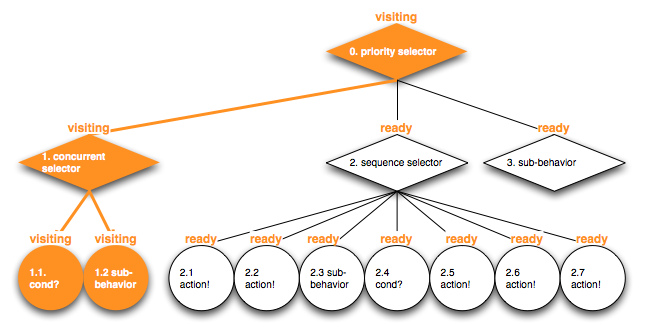 visiting
0. priority selector
visiting
ready
ready
1. concurrent
selector
2. sequence selector
3. sub-behavior
visiting
visiting
ready
ready
ready
ready
ready
ready
ready
1.1.
cond?
1.2 sub-
behavior
2.1
action!
2.2
action!
2.3 sub-
behavior
2.4
cond?
2.5
action!
2.6
action!
2.7
action!